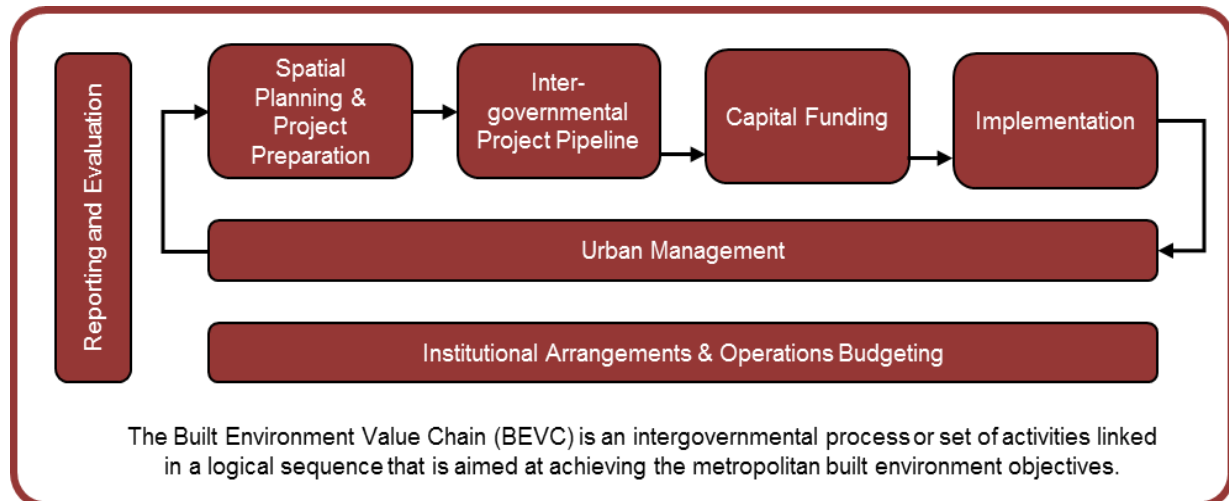 Reporting and Evaluation
Spatial
Planning &
Project
Preparation
Inter-
governmental
Project Pipeline
Capital Funding
Implementation
Urban Management
Institutional Arrangements & Operations Budgeting
The Built Environment Value Chain (BEVC) is an intergovernmental process or set of activities linked
in a logical sequence that is aimed at achieving the metropolitan built environment objectives.